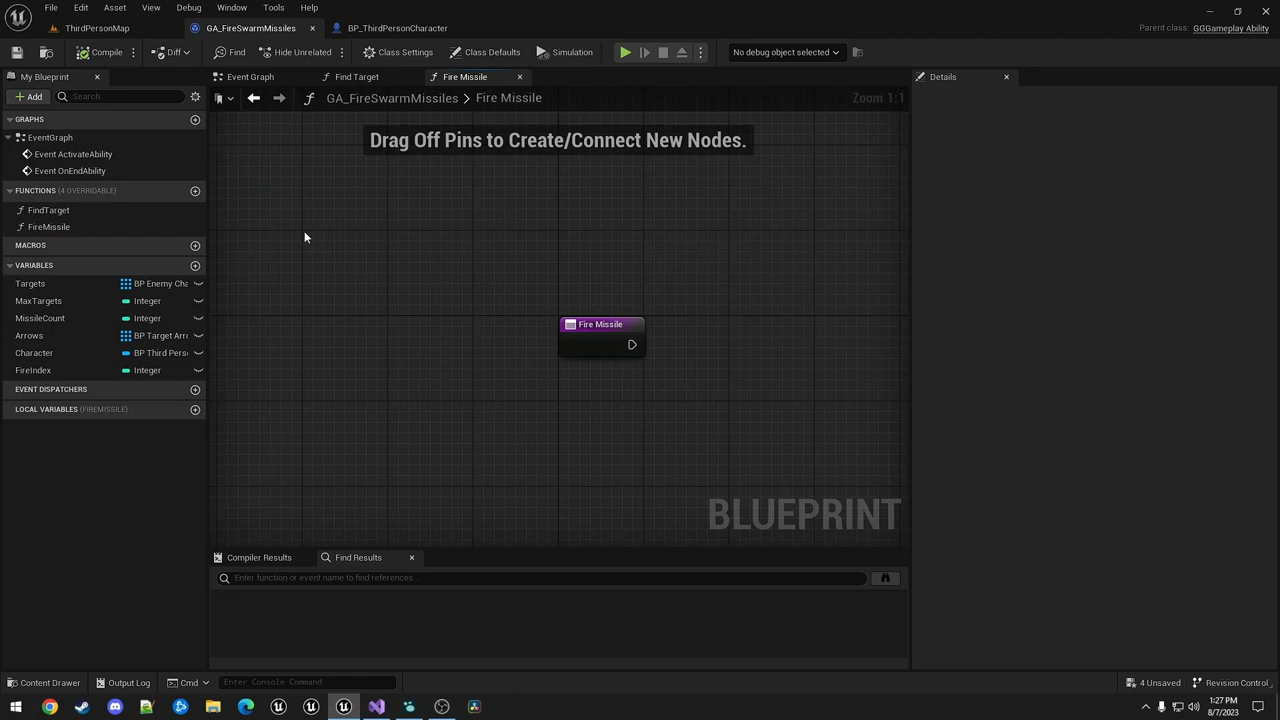 File Edit Asset View Debug Window Tools Help
ThirdPersonMap GA_FireSwarmMissiles BP_ThirdPersonCharacter Parent class: GGGameplay Ability
Compile Diff Find Hide Unrelated Class Settings Class Defaults Simulation No debug object selected
My Blueprint Event Graph Find Target Fire Missile Details
Add Search GA_FireSwarmMissiles > Fire Missile Zoom 1:1
GRAPHS
EventGraph
Event ActivateAbility
Event OnEndAbility
FUNCTIONS (4 OVERRIDABLE)
FindTarget
FireMissile
MACROS
VARIABLES
Targets BP Enemy Cha
MaxTargets Integer
MissileCount Integer
Arrows BP Target Arro
Character BP Third Perso
FireIndex Integer
EVENT DISPATCHERS
LOCAL VARIABLES (FIREMISSILE)
Drag Off Pins to Create/Connect New Nodes.
Fire Missile
BLUEPRINT
Compiler Results Find Results
Enter function or event name to find references...
Content Drawer Output Log Cmd Enter Console Command 4 Unsaved Revision Control
1:27 PM
8/7/2023